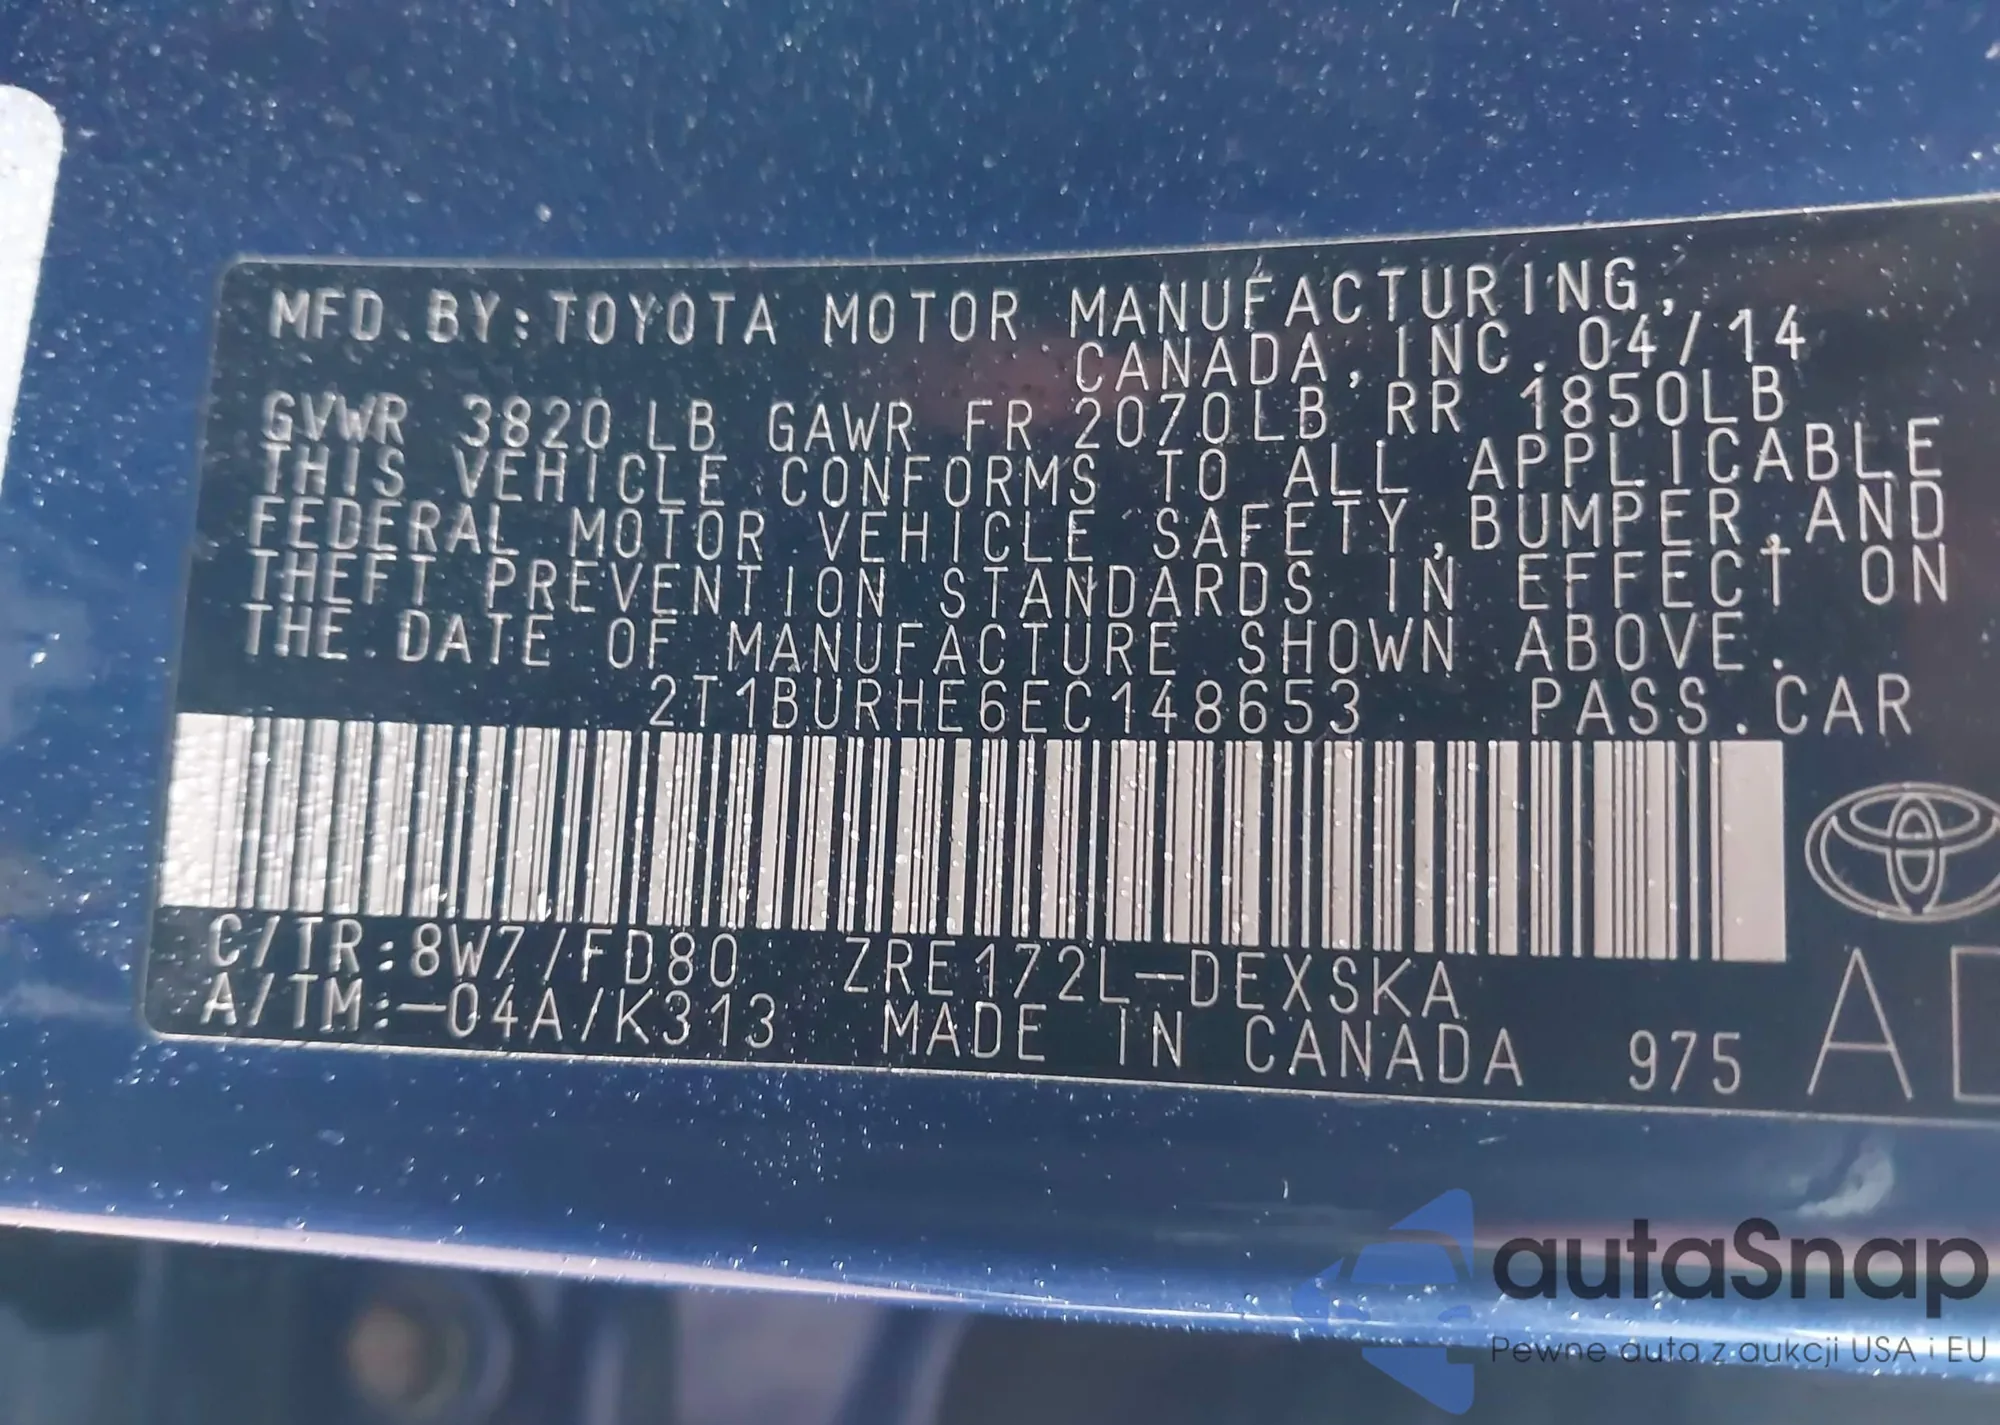 MFD.BY:TOYOTA MOTOR MANUFACTURING,
CANADA, INC. 04/14
GVWR 3820LB GAWR FR 2070LB RR 1850LB
THIS VEHICLE CONFORMS TO ALL APPLICABLE
FEDERAL MOTOR VEHICLE SAFETY, BUMPER, AND
THEFT PREVENTION STANDARDS IN EFFECT ON
THE DATE OF MANUFACTURE SHOWN ABOVE.
2T1BURHE6EC148653 PASS.CAR
C/TR:8W7/FD80 ZRE172L-DEXSKA
A/TM:-04A/K313 MADE IN CANADA 975 A
autaSnap
Pewne auta z aukcji USA i EU